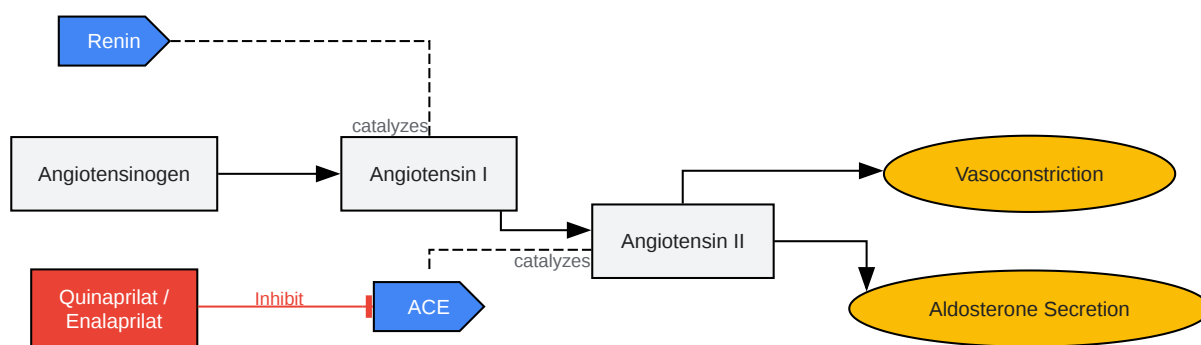 Renin
catalyzes
Angiotensinogen
Angiotensin I
Vasoconstriction
Angiotensin II
catalyzes
Quinaprilat /
Enalaprilat
Inhibit
ACE
Aldosterone Secretion